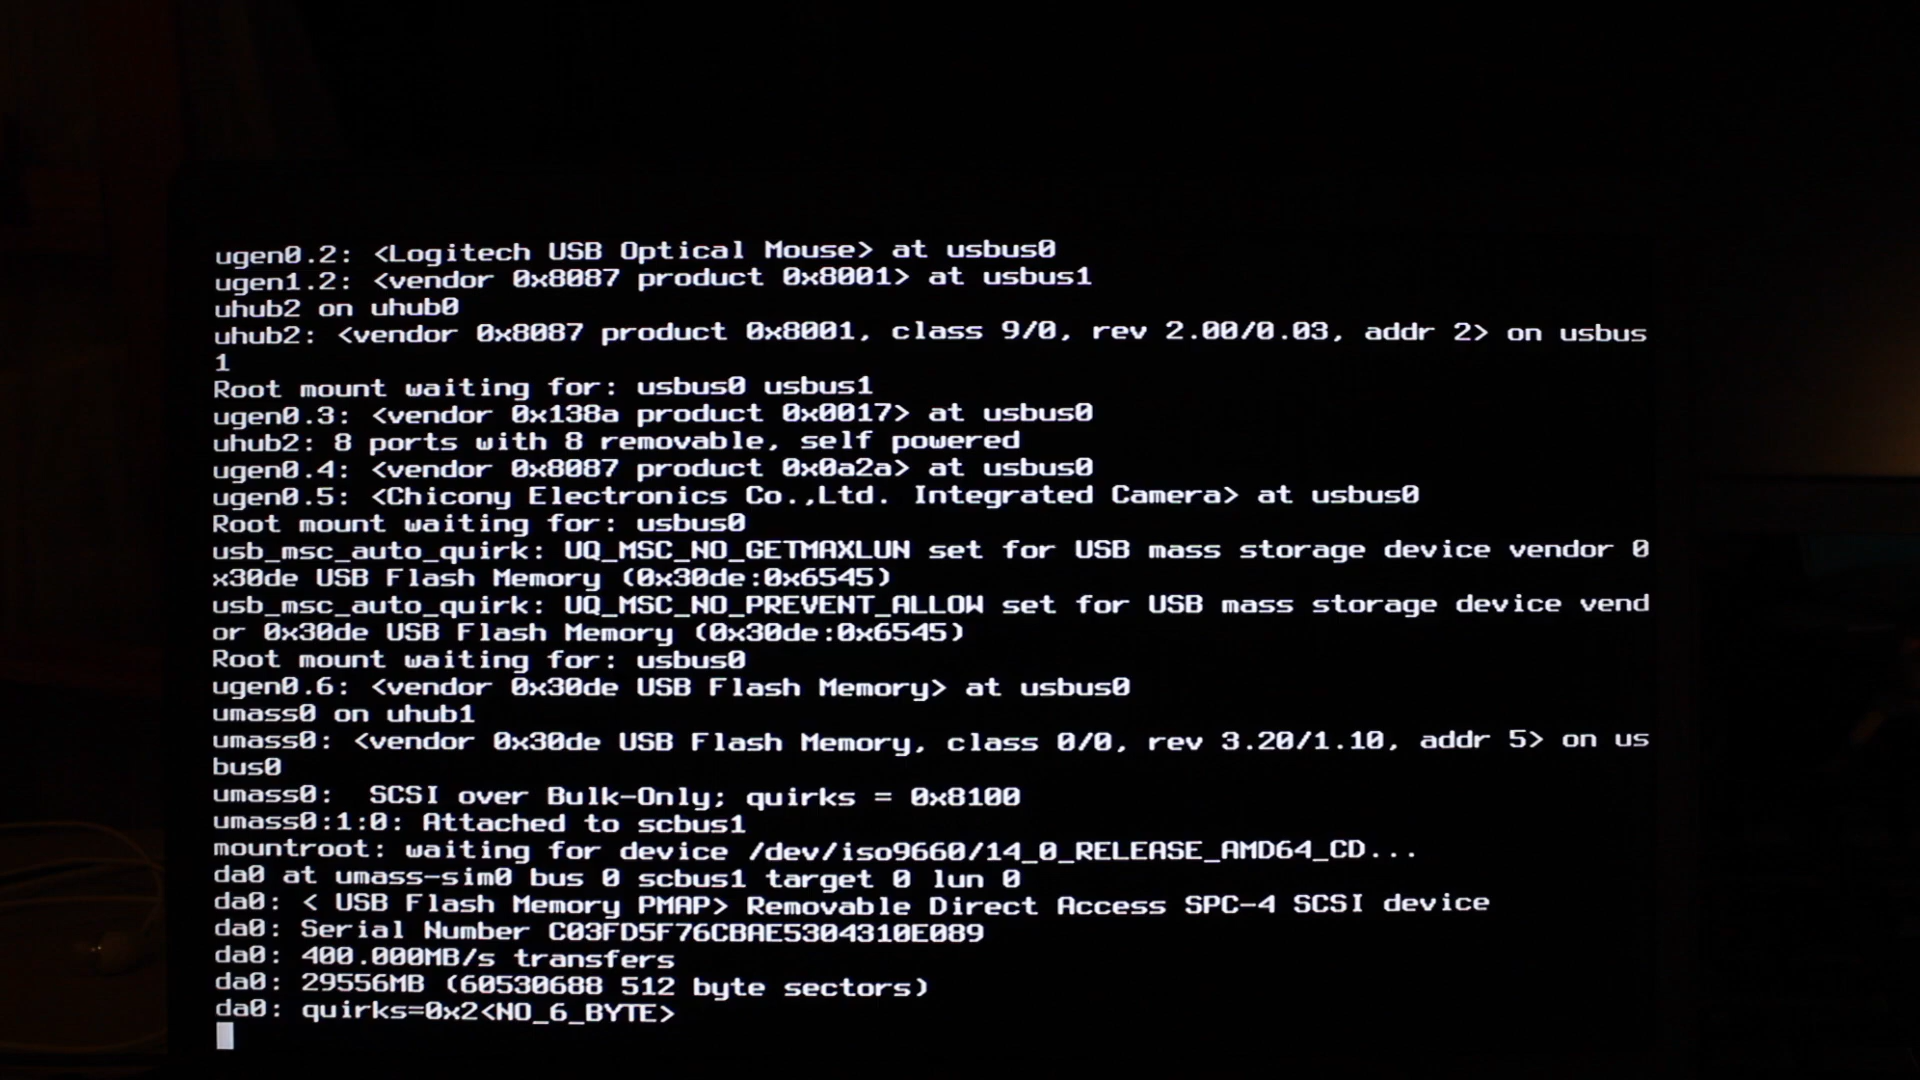 ugen0.2: <Logitech USB Optical Mouse> at usbus0
ugen1.2: <vendor 0x8087 product 0x8001> at usbus1
uhub2 on uhub0
uhub2: <vendor 0x8087 product 0x8001, class 9/0, rev 2.00/0.03, addr 2> on usbus
1
Root mount waiting for: usbus0 usbus1
ugen0.3: <vendor 0x138a product 0x0017> at usbus0
uhub2: 8 ports with 8 removable, self powered
ugen0.4: <vendor 0x8087 product 0x0a2a> at usbus0
ugen0.5: <Chicony Electronics Co.,Ltd. Integrated Camera> at usbus0
Root mount waiting for: usbus0
usb_msc_auto_quirk: UQ_MSC_NO_GETMAXLUN set for USB mass storage device vendor 0
x30de USB Flash Memory (0x30de:0x6545)
usb_msc_auto_quirk: UQ_MSC_NO_PREVENT_ALLOW set for USB mass storage device vend
or 0x30de USB Flash Memory (0x30de:0x6545)
Root mount waiting for: usbus0
ugen0.6: <vendor 0x30de USB Flash Memory> at usbus0
umass0 on uhub1
umass0: <vendor 0x30de USB Flash Memory, class 0/0, rev 3.20/1.10, addr 5> on us
bus0
umass0:  SCSI over Bulk-Only; quirks = 0x8100
umass0:1:0: Attached to scbus1
mountroot: waiting for device /dev/iso9660/14_0_RELEASE_AMD64_CD...
da0 at umass-sim0 bus 0 scbus1 target 0 lun 0
da0: < USB Flash Memory PMAP> Removable Direct Access SPC-4 SCSI device
da0: Serial Number C03FD5F76CBAE5304310E089
da0: 400.000MB/s transfers
da0: 29556MB (60530688 512 byte sectors)
da0: quirks=0x2<NO_6_BYTE>